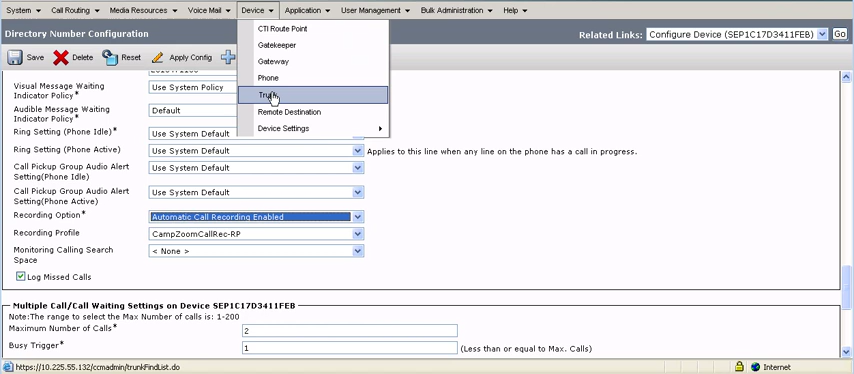 System Call Routing Media Resources Voice Mail Device Application User Management Bulk Administration Help
Directory Number Configuration
Related Links: Configure Device (SEP1C17D3411FEB) Go
Save Delete Reset Apply Config
CTI Route Point
Gatekeeper
Gateway
Phone
Trunk
Remote Destination
Device Settings
Visual Message Waiting Indicator Policy* Use System Policy
Audible Message Waiting Indicator Policy* Default
Ring Setting (Phone Idle)* Use System Default
Ring Setting (Phone Active) Use System Default Applies to this line when any line on the phone has a call in progress.
Call Pickup Group Audio Alert Setting(Phone Idle) Use System Default
Call Pickup Group Audio Alert Setting(Phone Active) Use System Default
Recording Option* Automatic Call Recording Enabled
Recording Profile CampZoomCallRec-RP
Monitoring Calling Search Space < None >
Log Missed Calls
Multiple Call/Call Waiting Settings on Device SEP1C17D3411FEB
Note:The range to select the Max Number of calls is: 1-200
Maximum Number of Calls* 2
Busy Trigger* 1 (Less than or equal to Max. Calls)
https://10.225.55.132/ccmadmin/trunkFindList.do Internet